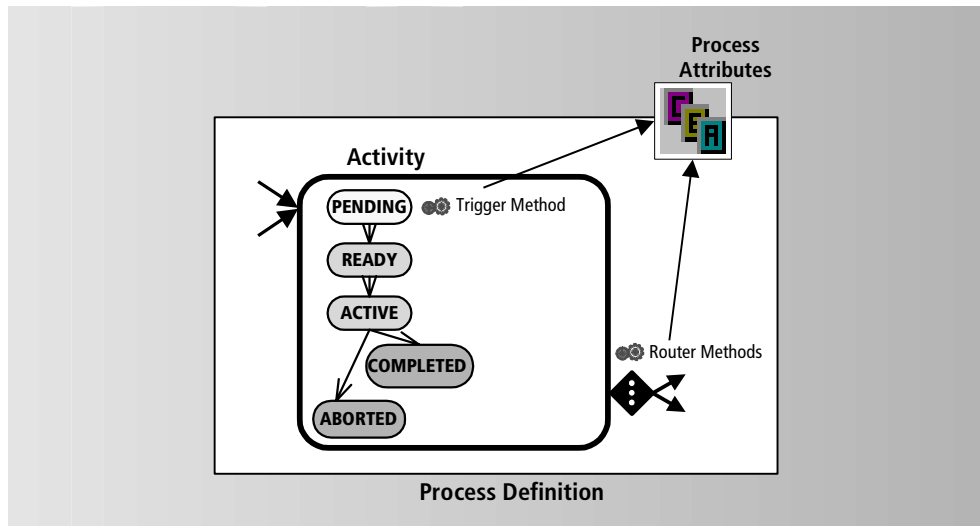 Process
Attributes
C
B
A
Activity
PENDING
Trigger Method
READY
ACTIVE
Router Methods
COMPLETED
ABORTED
Process Definition